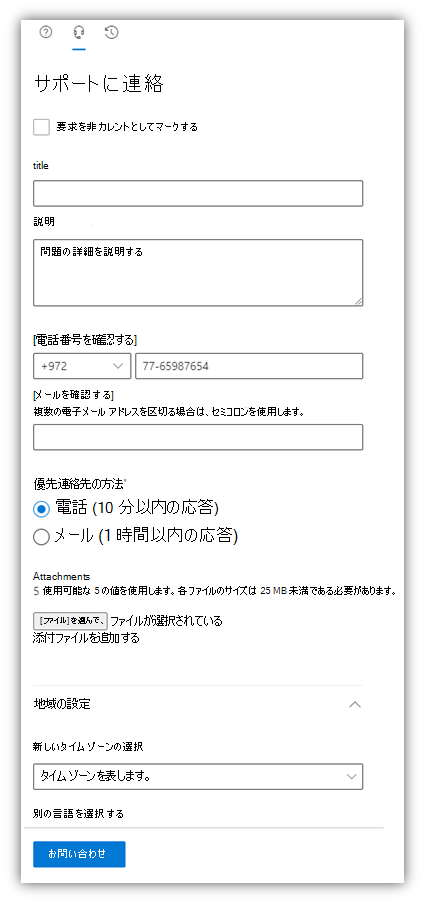 サポートに連絡
要求を非カレントとしてマークする
title
説明
問題の詳細を説明する
[電話番号を確認する]
+972 77-65987654
[メールを確認する]
複数の電子メール アドレスを区切る場合は、セミコロンを使用します。
優先連絡先の方法*
電話 (10 分以内の応答)
メール (1 時間以内の応答)
Attachments
5 使用可能な 5 の値を使用します。各ファイルのサイズは 25 MB 未満である必要があります。
[ファイル]を選んで、 ファイルが選択されている
添付ファイルを追加する
地域の設定
新しいタイム ゾーンの選択
タイム ゾーンを表します。
別の言語を選択する
お問い合わせ